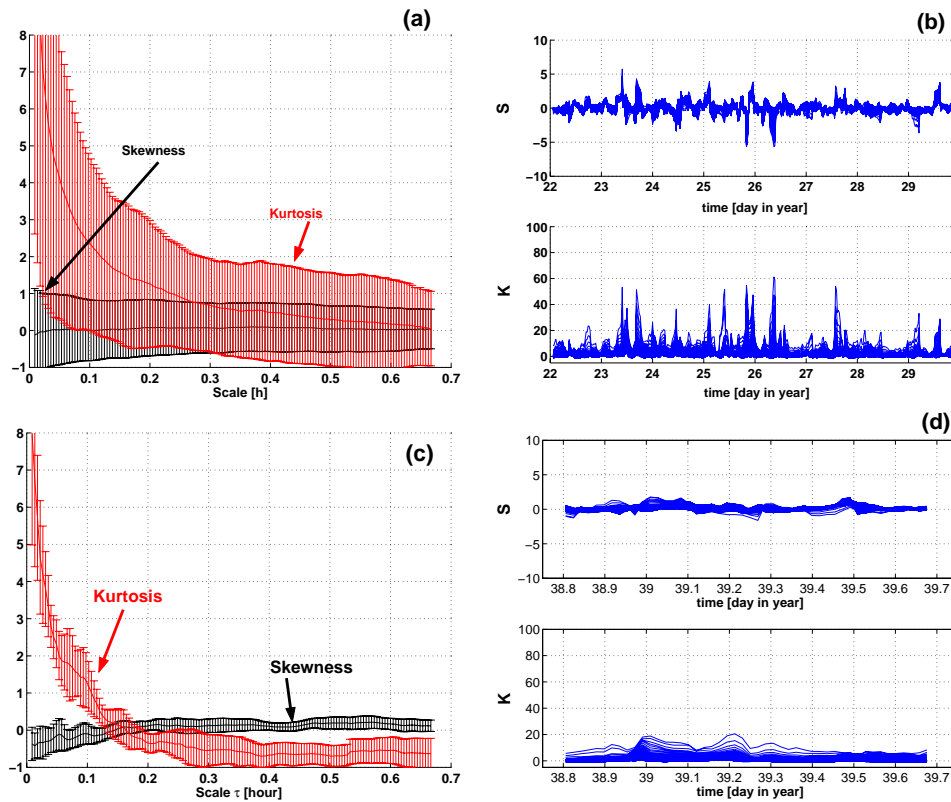 (a)
8
7
6
5
4
3
2
1
0
−1
Skewness
Kurtosis
0 0.1 0.2 0.3 0.4 0.5 0.6 0.7
Scale [h]
(b)
10
5
0
−5
−10
S
22 23 24 25 26 27 28 29
time [day in year]
100
80
60
40
20
0
K
22 23 24 25 26 27 28 29
time [day in year]
(c)
8
7
6
5
4
3
2
1
0
−1
Kurtosis
Skewness
0 0.1 0.2 0.3 0.4 0.5 0.6 0.7
Scale τ [hour]
(d)
10
5
0
−5
−10
S
38.8 38.9 39 39.1 39.2 39.3 39.4 39.5 39.6 39.7
time [day in year]
100
80
60
40
20
0
K
38.8 38.9 39 39.1 39.2 39.3 39.4 39.5 39.6 39.7
time [day in year]